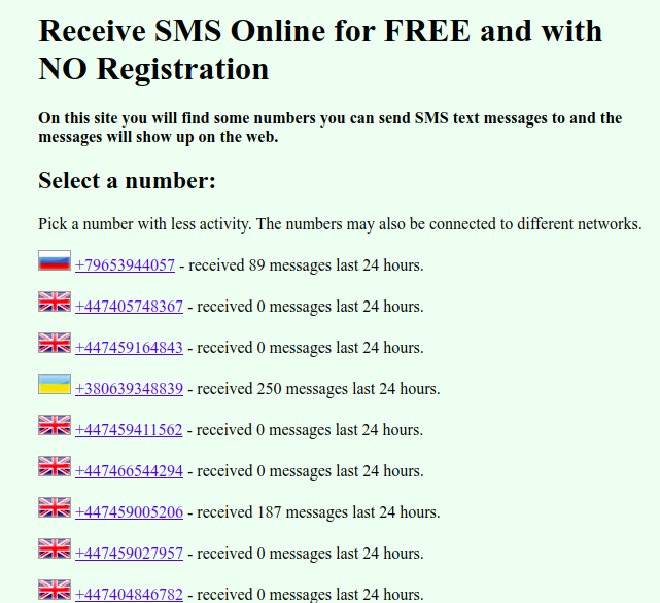 Receive SMS Online for FREE and with
NO Registration
On this site you will find some numbers you can send SMS text messages to and the
messages will show up on the web.
Select a number:
Pick a number with less activity. The numbers may also be connected to different networks.
+79653944057 - received 89 messages last 24 hours.
+447405748367 - received 0 messages last 24 hours.
+447459164843 - received 0 messages last 24 hours.
+380639348839 - received 250 messages last 24 hours.
+447459411562 - received 0 messages last 24 hours.
+447466544294 - received 0 messages last 24 hours.
+447459005206 - received 187 messages last 24 hours.
+447459027957 - received 0 messages last 24 hours.
+447404846782 - received 0 messages last 24 hours.